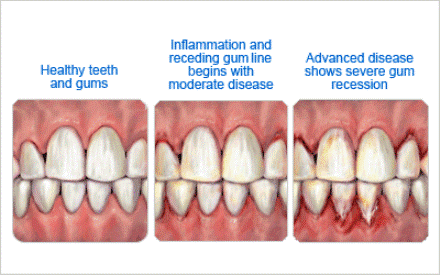 Healthy teeth
and gums
Inflammation and
receding gum line
begins with
moderate disease
Advanced disease
shows severe gum
recession